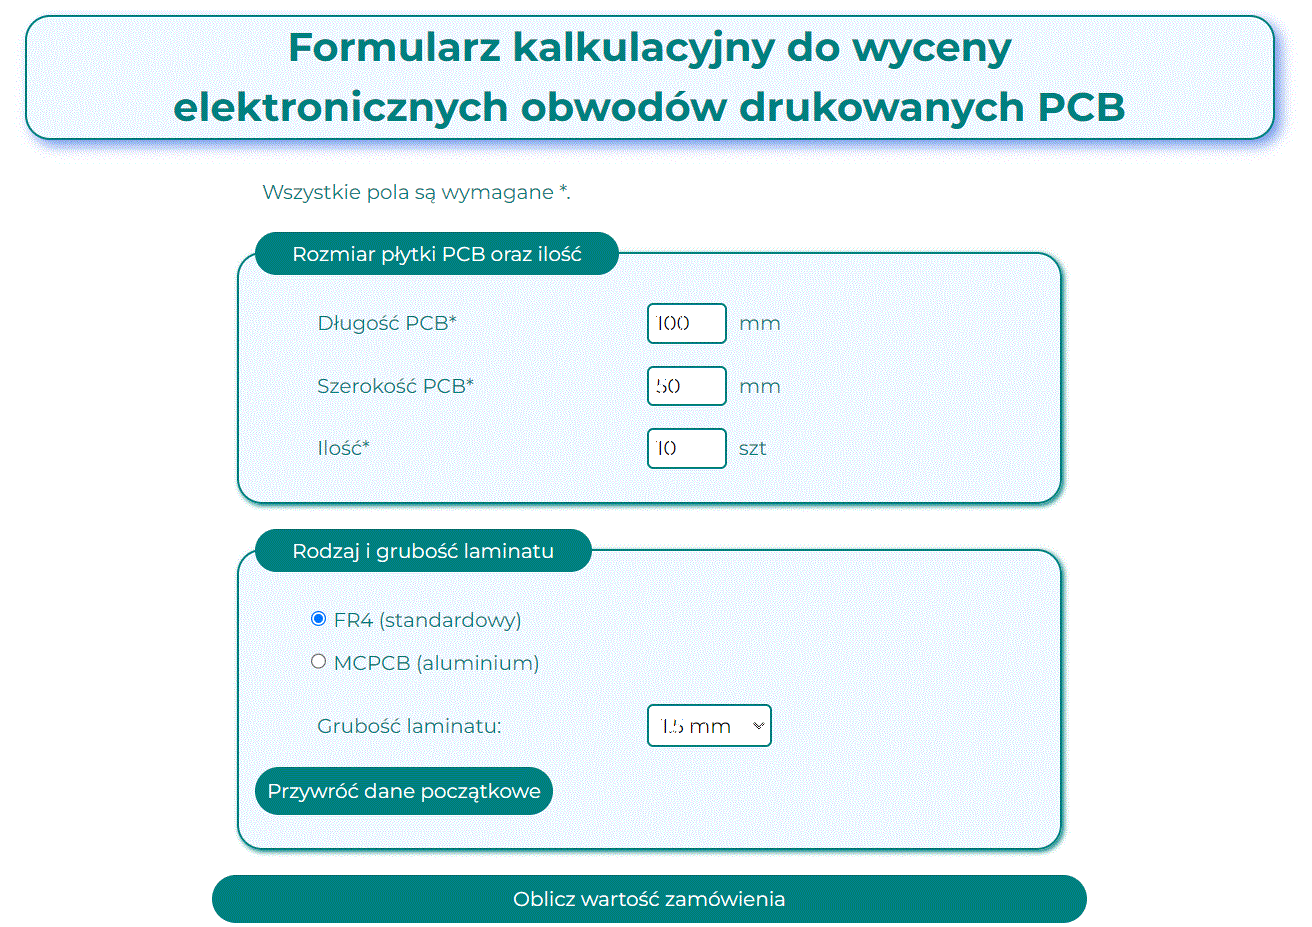 Formularz kalkulacyjny do wyceny
elektronicznych obwodów drukowanych PCB
Wszystkie pola są wymagane *.
Rozmiar płytki PCB oraz ilość
Długość PCB* 100 mm
Szerokość PCB* 50 mm
Ilość* 10 szt
Rodzaj i grubość laminatu
FR4 (standardowy)
MCPCB (aluminium)
Grubość laminatu: 1.5 mm
Przywróć dane początkowe
Oblicz wartość zamówienia